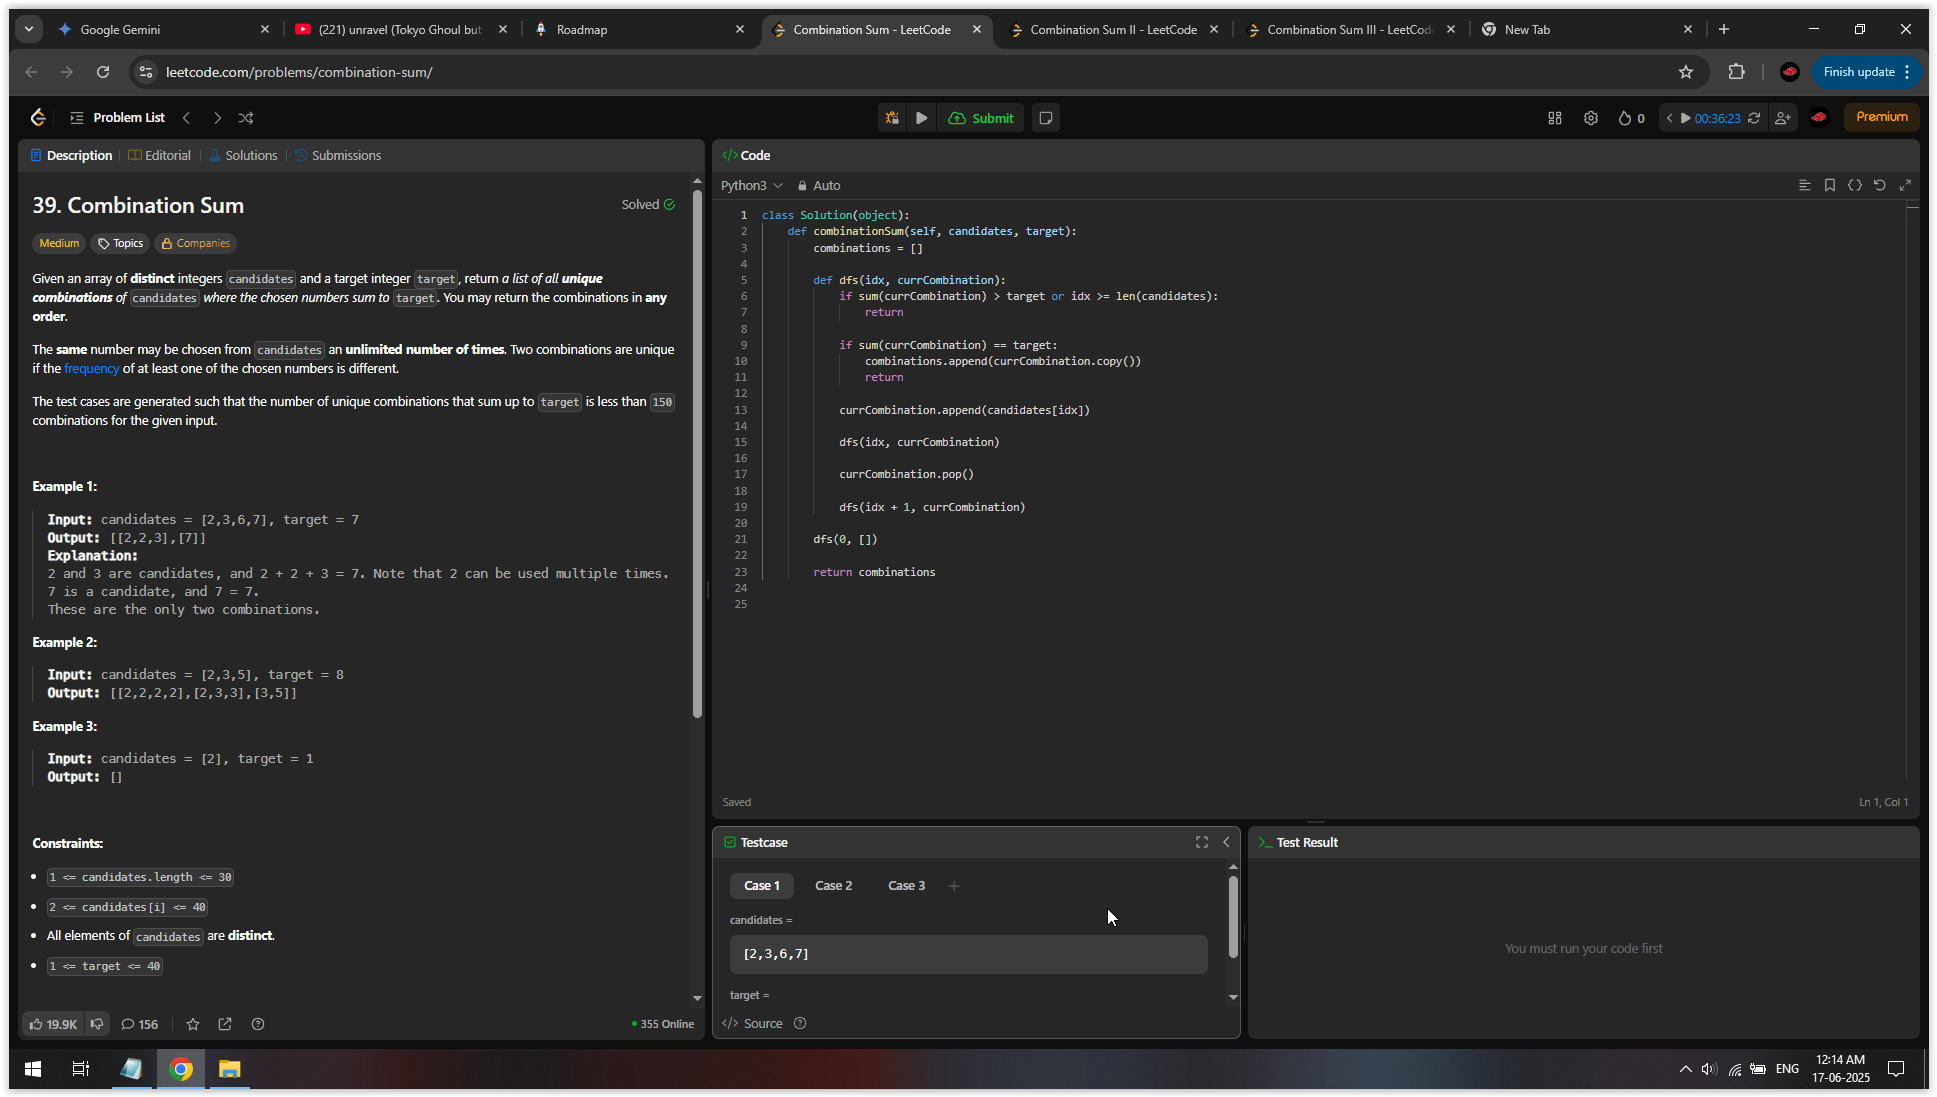 Google Gemini
(221) unravel (Tokyo Ghoul but
Roadmap
Combination Sum - LeetCode
Combination Sum II - LeetCode
Combination Sum III - LeetCod
New Tab
leetcode.com/problems/combination-sum/
Finish update
Problem List
Submit
0
00:36:23
Premium
Description
Editorial
Solutions
Submissions
39. Combination Sum
Solved
Medium
Topics
Companies
Given an array of distinct integers candidates and a target integer target, return a list of all unique
combinations of candidates where the chosen numbers sum to target. You may return the combinations in any
order.
The same number may be chosen from candidates an unlimited number of times. Two combinations are unique
if the frequency of at least one of the chosen numbers is different.
The test cases are generated such that the number of unique combinations that sum up to target is less than 150
combinations for the given input.
Example 1:
Input: candidates = [2,3,6,7], target = 7
Output: [[2,2,3],[7]]
Explanation:
2 and 3 are candidates, and 2 + 2 + 3 = 7. Note that 2 can be used multiple times.
7 is a candidate, and 7 = 7.
These are the only two combinations.
Example 2:
Input: candidates = [2,3,5], target = 8
Output: [[2,2,2,2],[2,3,3],[3,5]]
Example 3:
Input: candidates = [2], target = 1
Output: []
Constraints:
1 <= candidates.length <= 30
2 <= candidates[i] <= 40
All elements of candidates are distinct.
1 <= target <= 40
19.9K
156
355 Online
Code
Python3
Auto
1 class Solution(object):
2 def combinationSum(self, candidates, target):
3 combinations = []
4
5 def dfs(idx, currCombination):
6 if sum(currCombination) > target or idx >= len(candidates):
7 return
8
9 if sum(currCombination) == target:
10 combinations.append(currCombination.copy())
11 return
12
13 currCombination.append(candidates[idx])
14
15 dfs(idx, currCombination)
16
17 currCombination.pop()
18
19 dfs(idx + 1, currCombination)
20
21 dfs(0, [])
22
23 return combinations
24
25
Saved
Ln 1, Col 1
Testcase
Case 1
Case 2
Case 3
candidates =
[2,3,6,7]
target =
Source
Test Result
You must run your code first
ENG
12:14 AM
17-06-2025